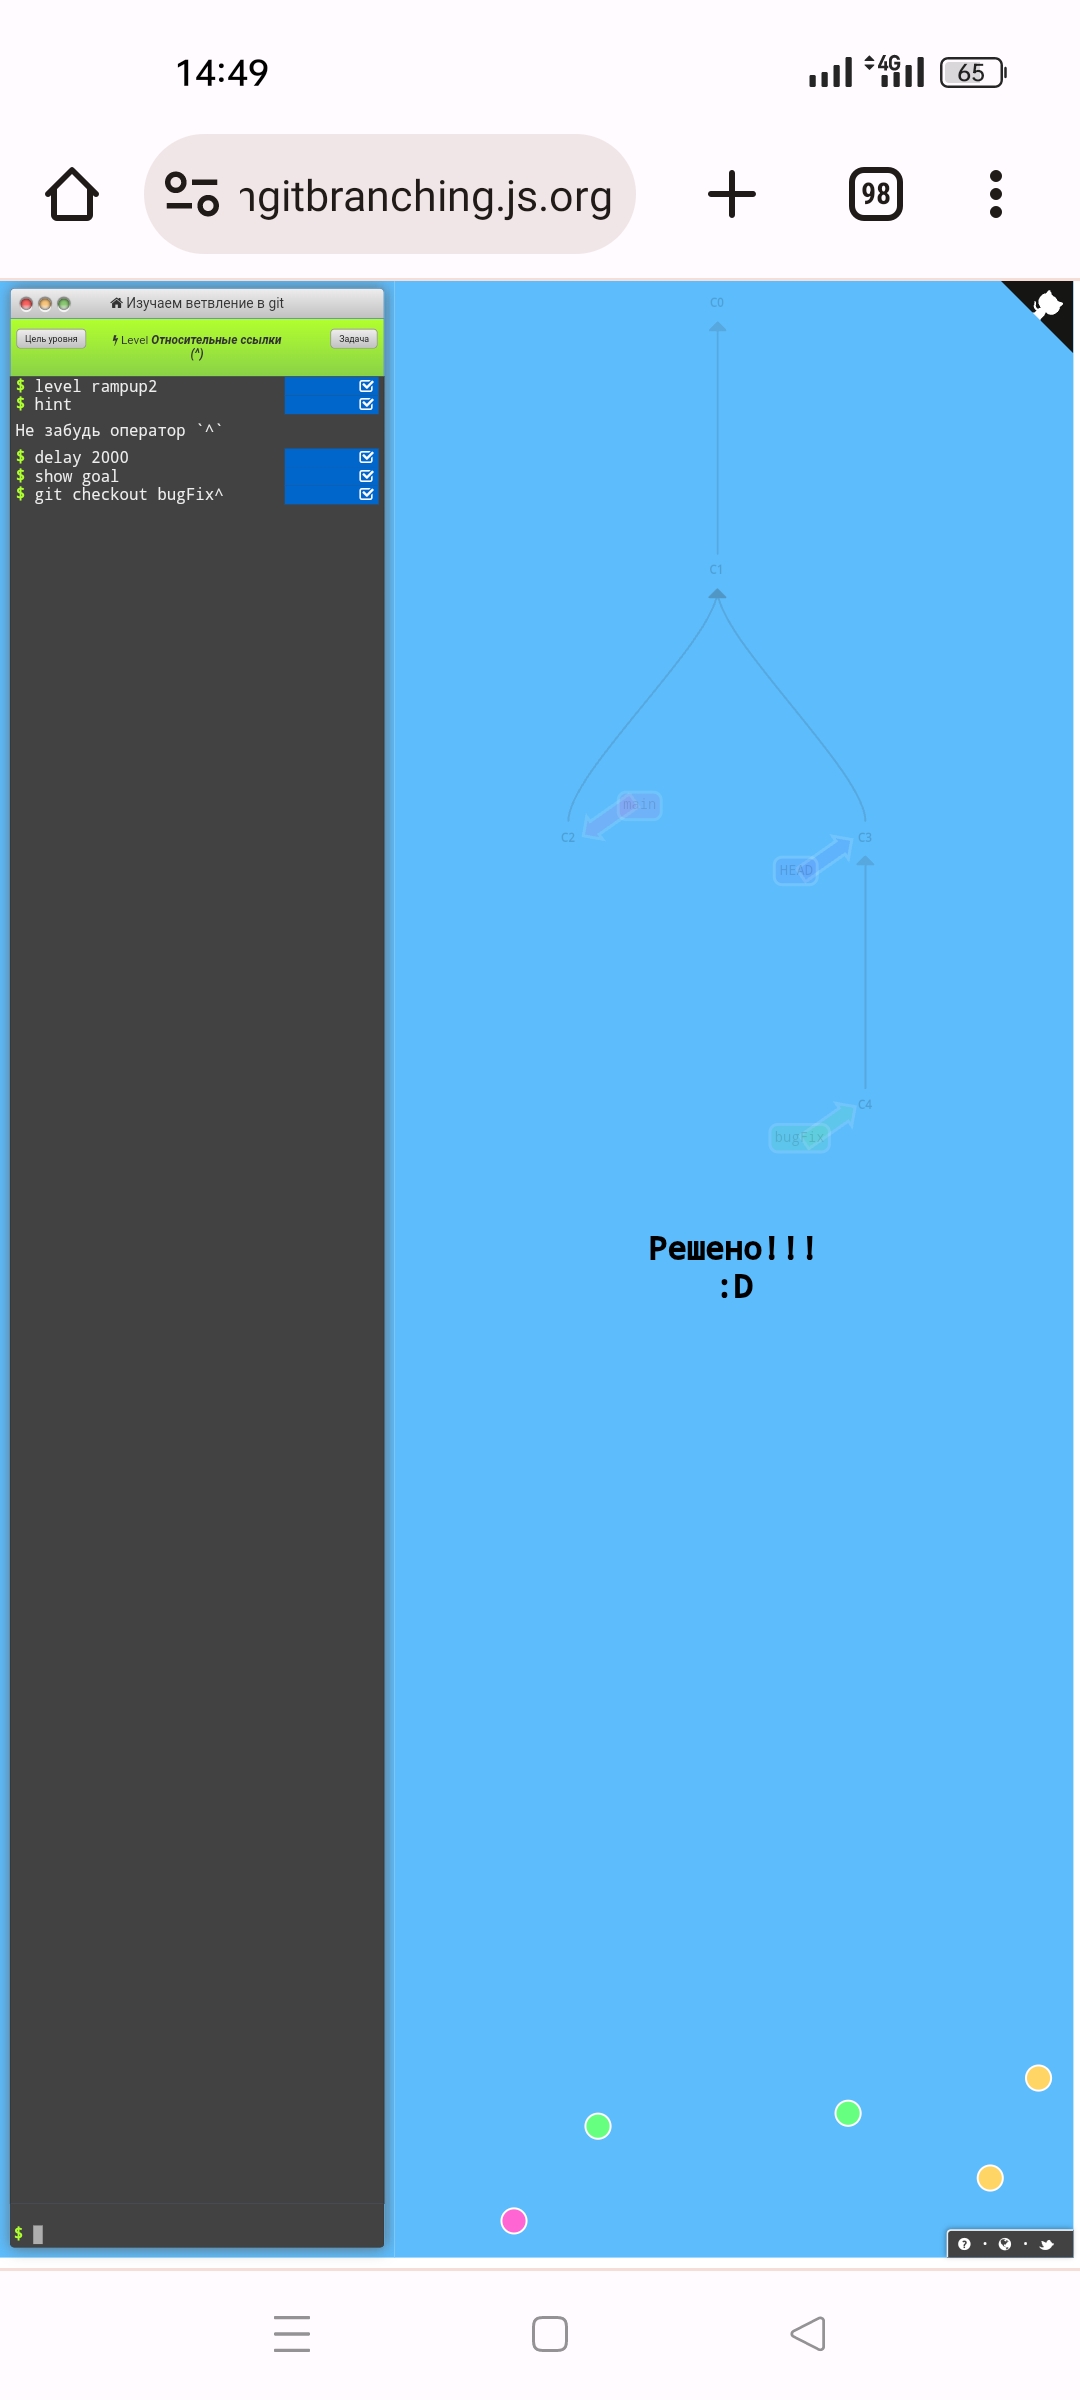 14:49
4G
65
ngitbranching.js.org
98
Изучаем ветвление в git
Цель уровня
Level Относительные ссылки
(^)
Задача
$ level rampup2
$ hint
Не забудь оператор `^`
$ delay 2000
$ show goal
$ git checkout bugFix^
$
C0
C1
main
C2
C3
HEAD
C4
bugFix
Решено!!!
:D